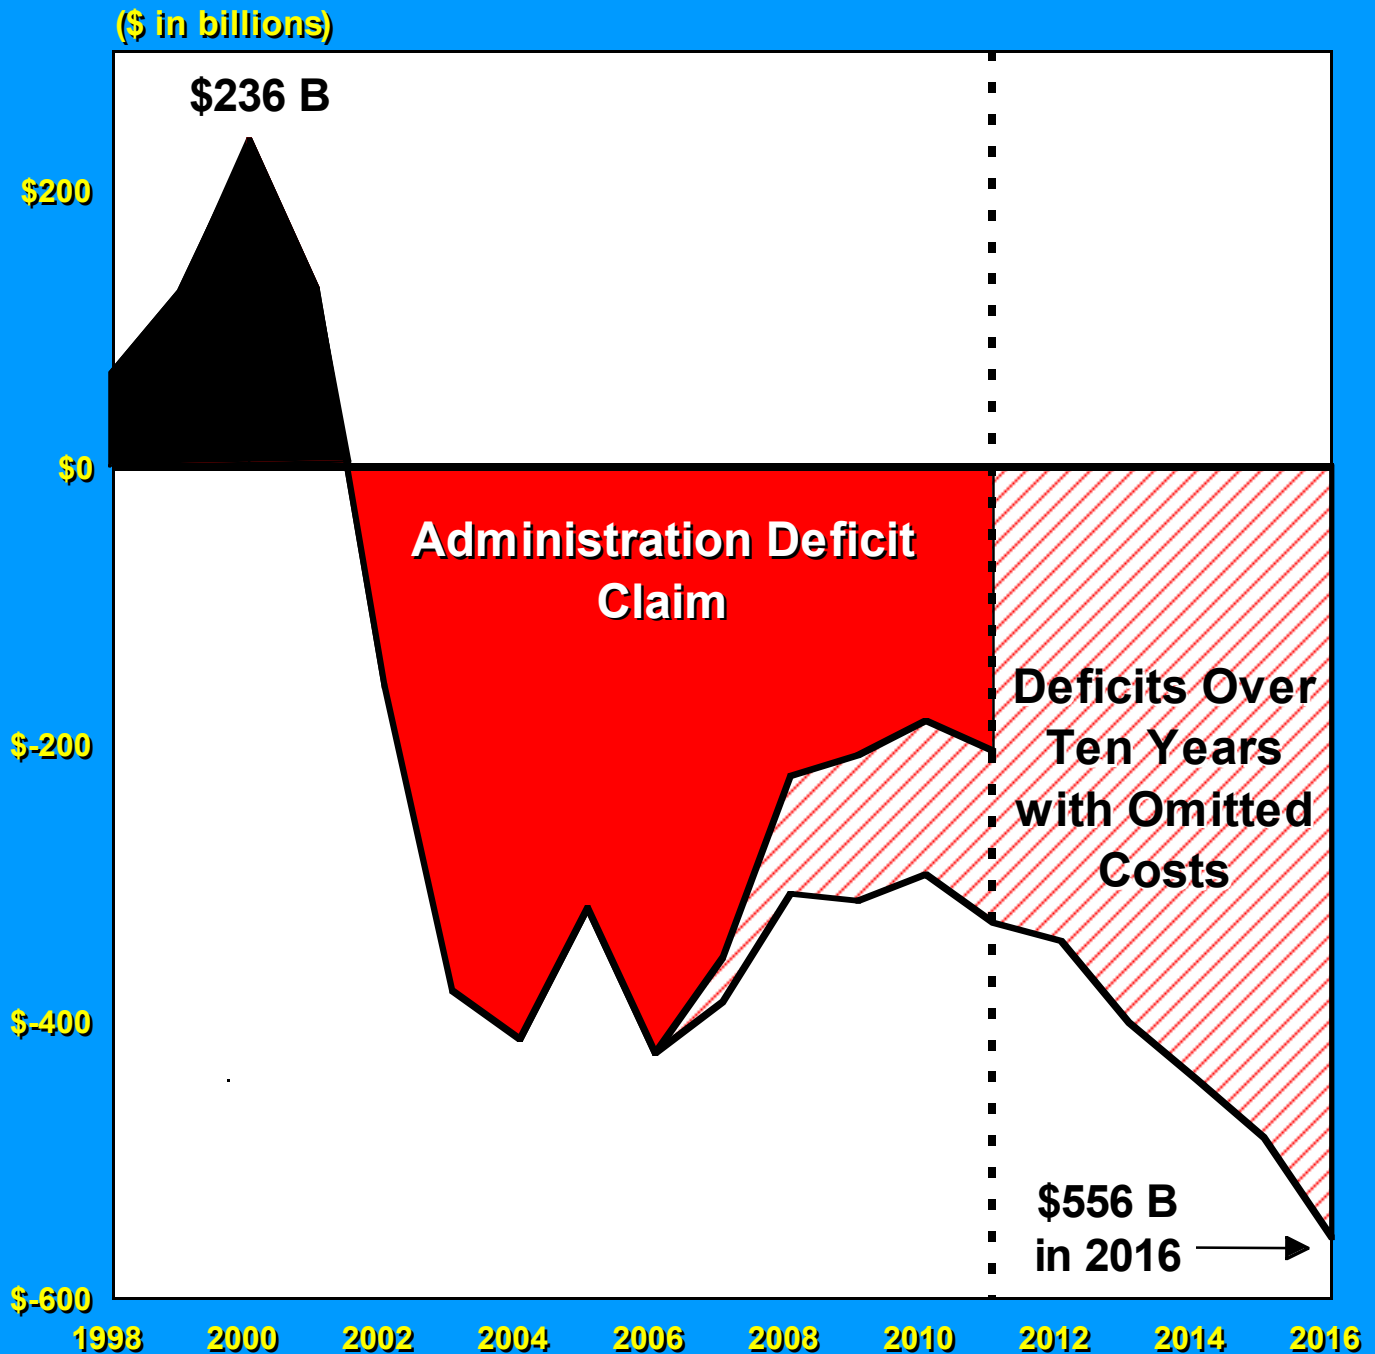 ($ in billions)
$236 B
$200
$0
Administration Deficit
Claim
Deficits Over
Ten Years
with Omitted
Costs
$-200
$-400
$556 B
in 2016
$-600
1998 2000 2002 2004 2006 2008 2010 2012 2014 2016